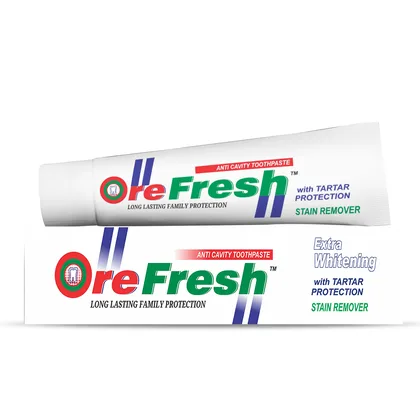 ANTI CAVITY TOOTHPASTE
OreFresh™
LONG LASTING FAMILY PROTECTION
with TARTAR
PROTECTION
STAIN REMOVER
ANTI CAVITY TOOTHPASTE
OreFresh™
LONG LASTING FAMILY PROTECTION
Extra
Whitening
with TARTAR
PROTECTION
STAIN REMOVER